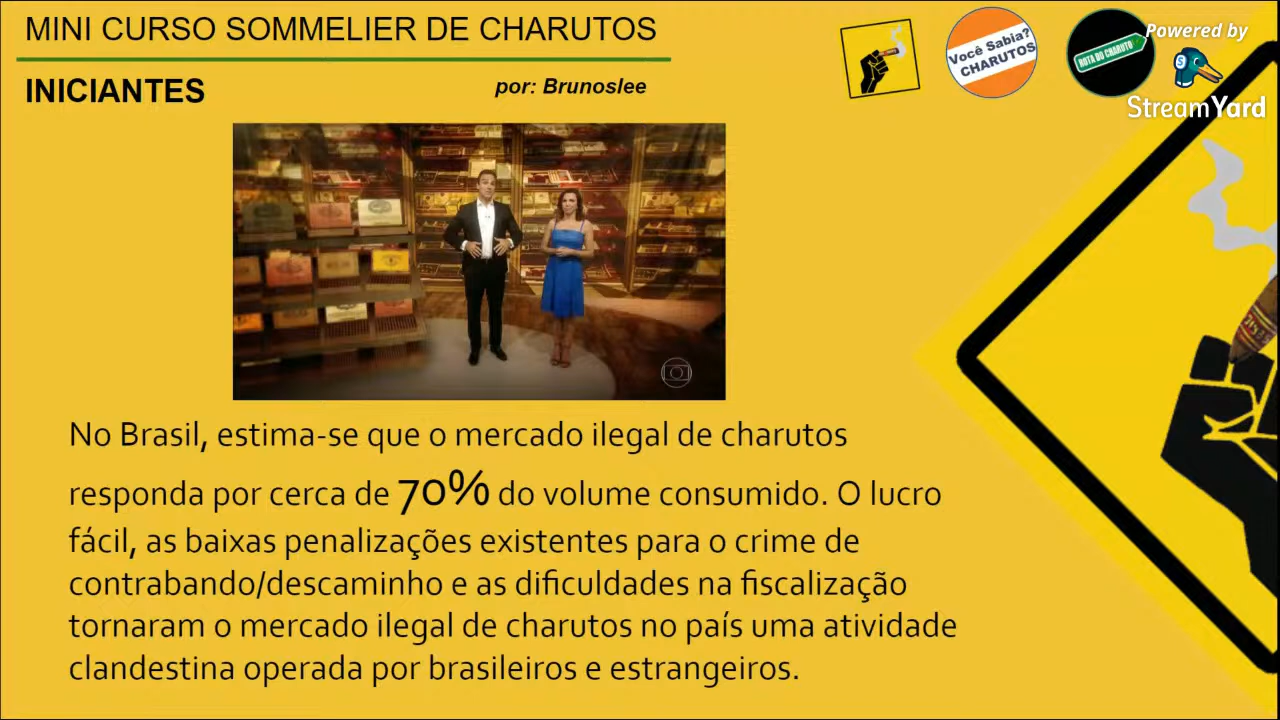 MINI CURSO SOMMELIER DE CHARUTOS
INICIANTES
por: Brunoslee
Você Sabia?
CHARUTOS
ROTA DO CHARUTO
Powered by
StreamYard
No Brasil, estima-se que o mercado ilegal de charutos
responda por cerca de 70% do volume consumido. O lucro
fácil, as baixas penalizações existentes para o crime de
contrabando/descaminho e as dificuldades na fiscalização
tornaram o mercado ilegal de charutos no país uma atividade
clandestina operada por brasileiros e estrangeiros.